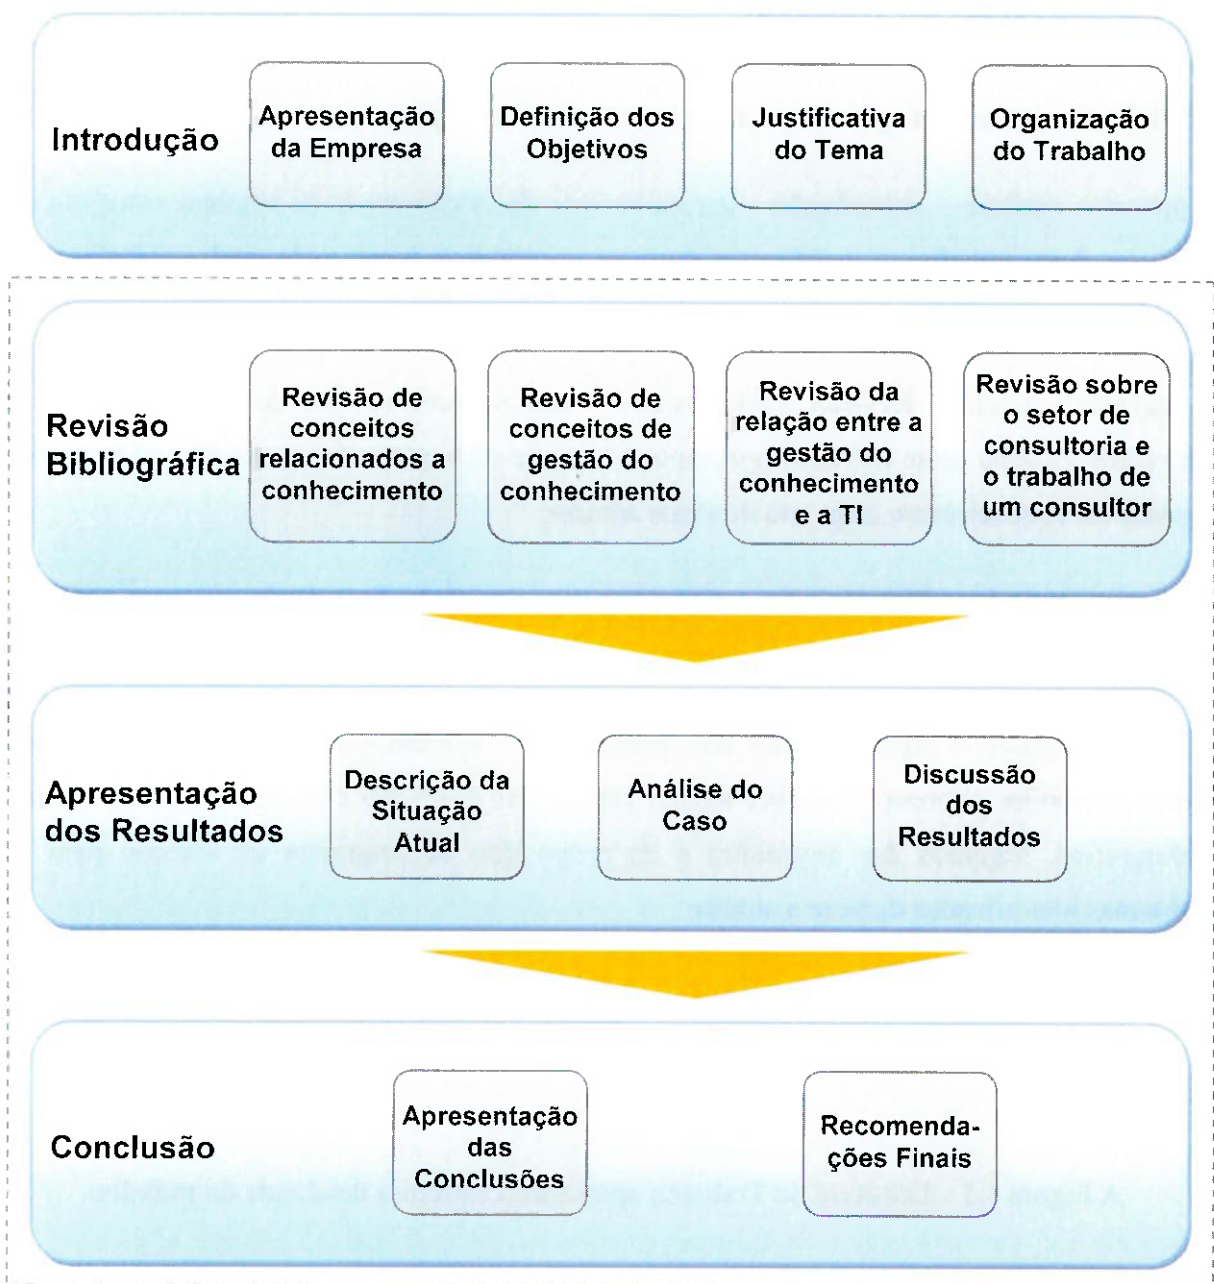 Introdução
Apresentação
da Empresa
Definição dos
Objetivos
Justificativa
do Tema
Organização
do Trabalho
Revisão
Bibliográfica
Revisão de
conceitos
relacionados a
conhecimento
Revisão de
conceitos de
gestão do
conhecimento
Revisão da
relação entre a
gestão do
conhecimento
e a TI
Revisão sobre
o setor de
consultoria e
o trabalho de
um consultor
Apresentação
dos Resultados
Descrição da
Situação
Atual
Análise do
Caso
Discussão
dos
Resultados
Conclusão
Apresentação
das
Conclusões
Recomenda-
ções Finais